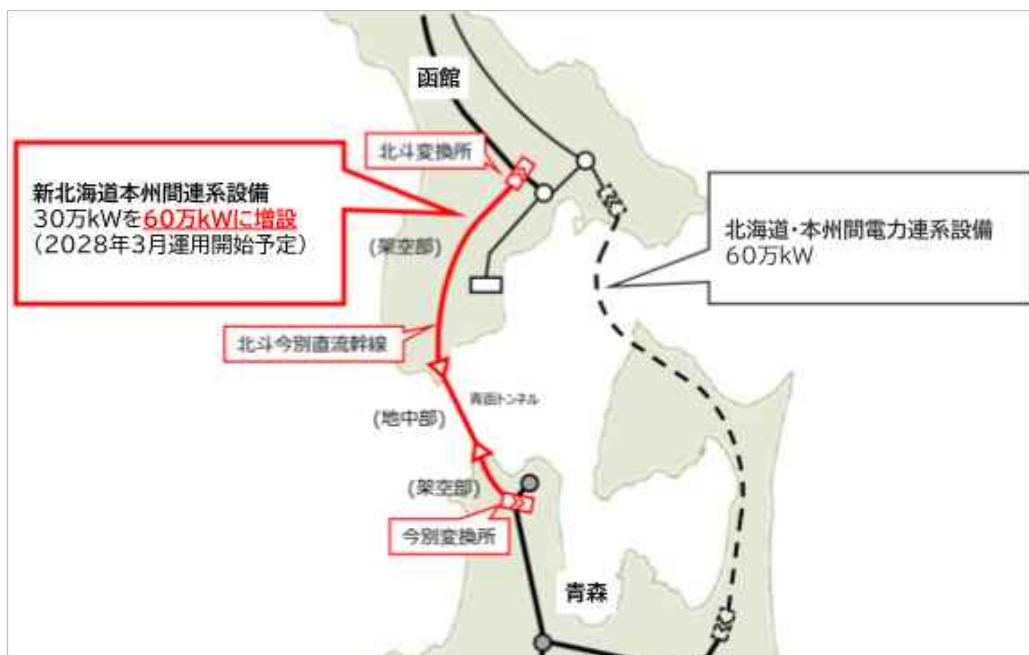 函館
北斗変換所
新北海道本州間連系設備
30万kWを60万kWに増設
（2028年3月運用開始予定）
(架空部)
北海道・本州間電力連系設備
60万kW
北斗今別直流幹線
青函トンネル
(地中部)
(架空部)
今別変換所
青森